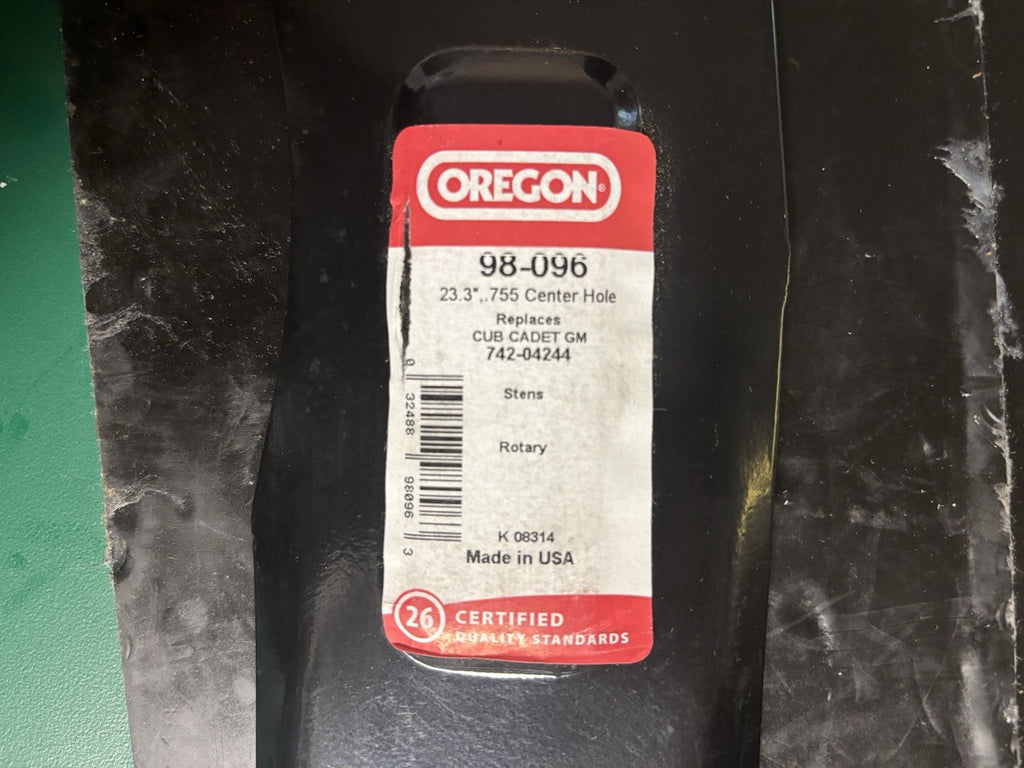 OREGON®
98-096
23.3",.755 Center Hole
Replaces
CUB CADET GM
742-04244
Stens
Rotary
0 32488 98096 3
K 08314
Made in USA
26 CERTIFIED
QUALITY STANDARDS